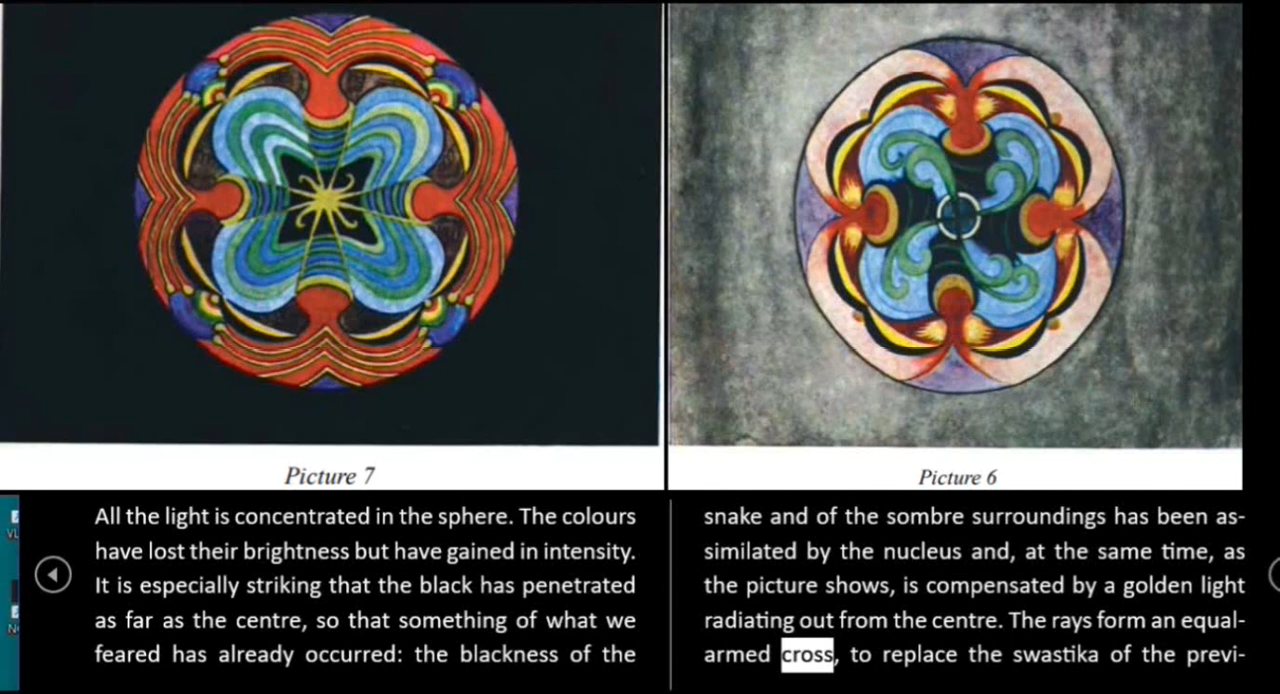 Picture 7
Picture 6
All the light is concentrated in the sphere. The colours
have lost their brightness but have gained in intensity.
It is especially striking that the black has penetrated
as far as the centre, so that something of what we
feared has already occurred: the blackness of the
snake and of the sombre surroundings has been as-
similated by the nucleus and, at the same time, as
the picture shows, is compensated by a golden light
radiating out from the centre. The rays form an equal-
armed cross, to replace the swastika of the previ-